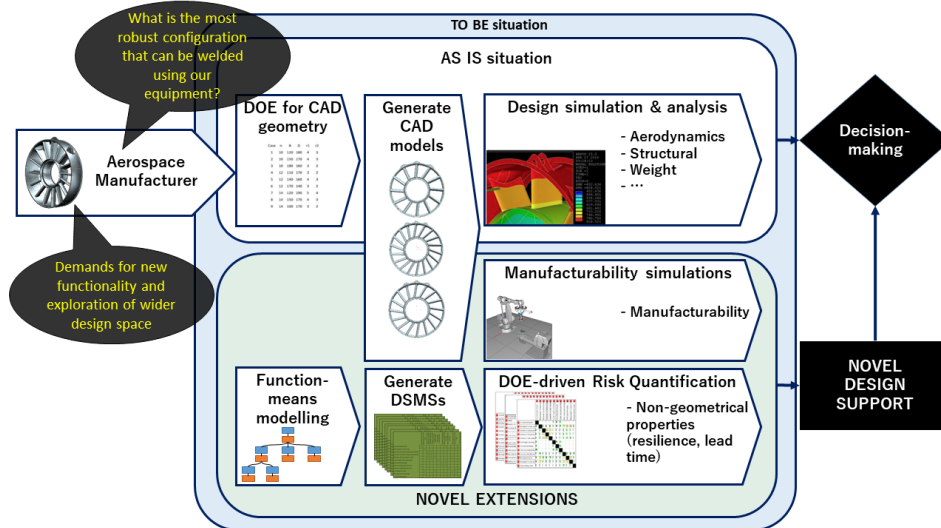 TO BE situation
What is the most
robust configuration
that can be welded
using our
equipment?
AS IS situation
DOE for CAD
geometry
Generate
CAD
models
Design simulation & analysis
- Aerodynamics
- Structural
- Weight
- ...
Decision-
making
Aerospace
Manufacturer
Demands for new
functionality and
exploration of wider
design space
Manufacturability simulations
- Manufacturability
Function-
means
modelling
Generate
DSMS
DOE-driven Risk Quantification
- Non-geometrical
properties
(resilience, lead
time)
NOVEL
DESIGN
SUPPORT
NOVEL EXTENSIONS